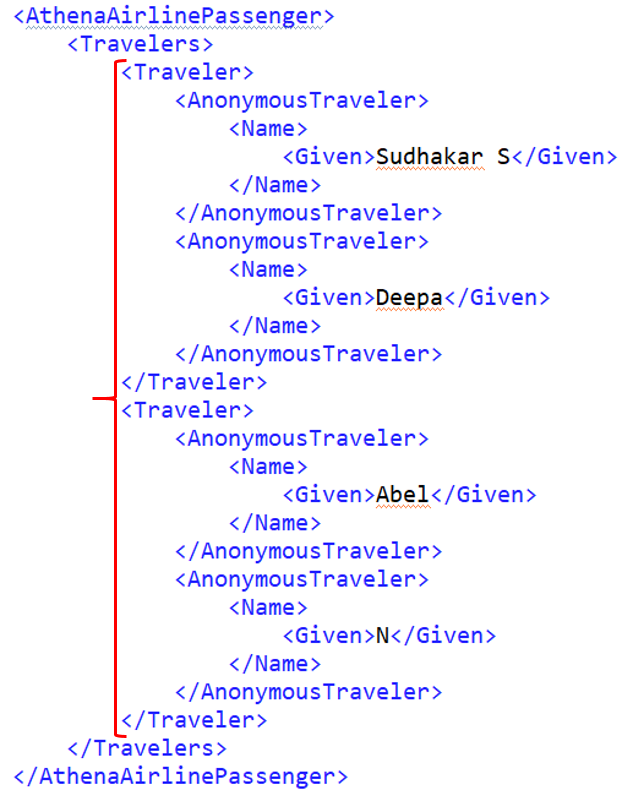 <AthenaAirlinePassenger>
    <Travelers>
        <Traveler>
            <AnonymousTraveler>
                <Name>
                    <Given>Sudhakar S</Given>
                </Name>
            </AnonymousTraveler>
            <AnonymousTraveler>
                <Name>
                    <Given>Deepa</Given>
                </Name>
            </AnonymousTraveler>
        </Traveler>
        <Traveler>
            <AnonymousTraveler>
                <Name>
                    <Given>Abel</Given>
                </Name>
            </AnonymousTraveler>
            <AnonymousTraveler>
                <Name>
                    <Given>N</Given>
                </Name>
            </AnonymousTraveler>
        </Traveler>
    </Travelers>
</AthenaAirlinePassenger>